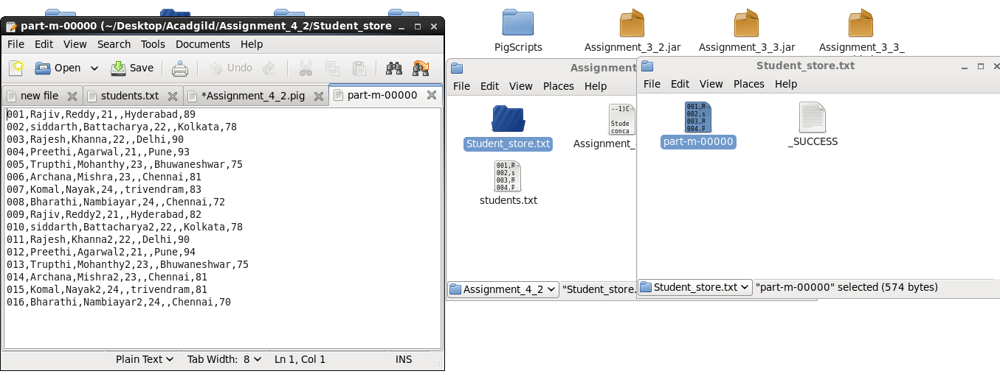 part-m-00000 (~/Desktop/Acadgild/Assignment_4_2/Student_store
File Edit View Search Tools Documents Help
Open Save Undo
new file students.txt *Assignment_4_2.pig part-m-00000
001,Rajiv,Reddy,21,,Hyderabad,89
002,siddarth,Battacharya,22,,Kolkata,78
003,Rajesh,Khanna,22,,Delhi,90
004,Preethi,Agarwal,21,,Pune,93
005,Trupthi,Mohanthy,23,,Bhuwaneshwar,75
006,Archana,Mishra,23,,Chennai,81
007,Komal,Nayak,24,,trivendram,83
008,Bharathi,Nambiayar,24,,Chennai,72
009,Rajiv,Reddy2,21,,Hyderabad,82
010,siddarth,Battacharya2,22,,Kolkata,78
011,Rajesh,Khanna2,22,,Delhi,90
012,Preethi,Agarwal2,21,,Pune,94
013,Trupthi,Mohanthy2,23,,Bhuwaneshwar,75
014,Archana,Mishra2,23,,Chennai,81
015,Komal,Nayak2,24,,trivendram,81
016,Bharathi,Nambiayar2,24,,Chennai,70
Plain Text Tab Width: 8 Ln 1, Col 1 INS
PigScripts Assignment_3_2.jar Assignment_3_3.jar Assignment_3_3_
Assignment
File Edit View Places Help
--1)C
Stude
conca
Student_store.txt Assignment_
001,R
002,s
003,R
004.P
students.txt
Assignment_4_2 "Student_store.
Student_store.txt
File Edit View Places Help
001,R
002,s
003,R
004.P
part-m-00000 _SUCCESS
Student_store.txt "part-m-00000" selected (574 bytes)